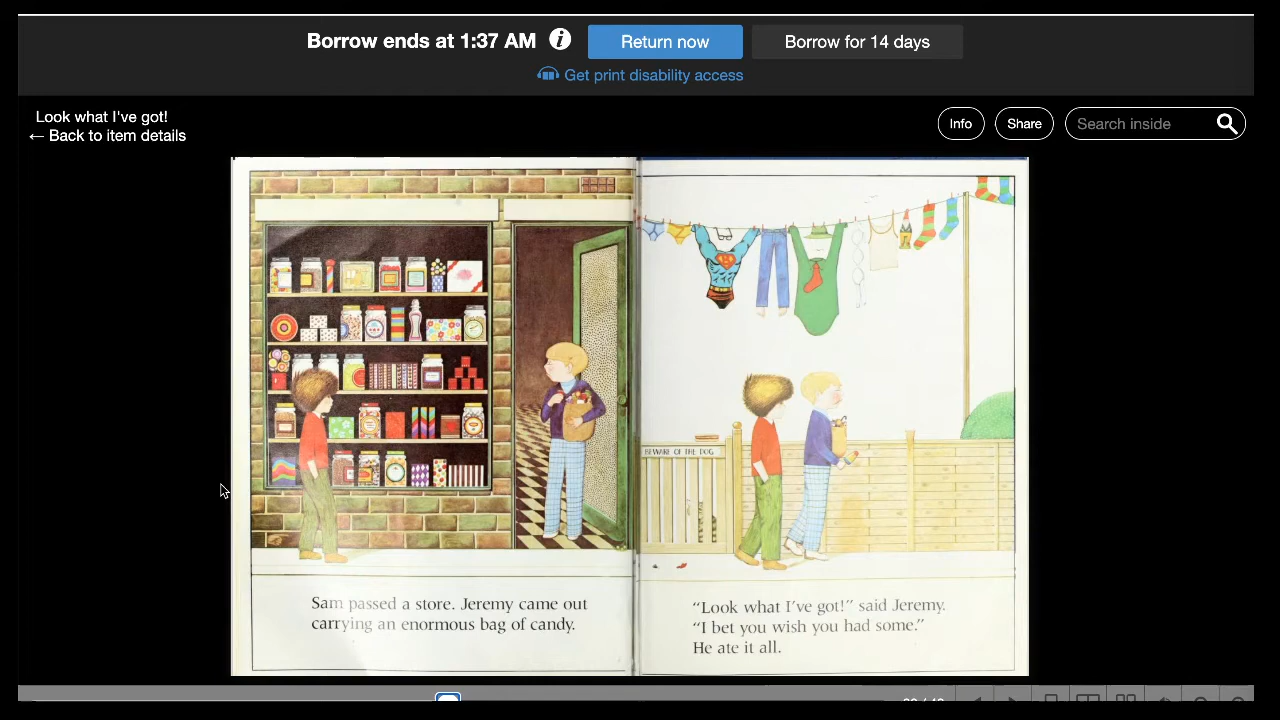 Borrow ends at 1:37 AM
Return now
Borrow for 14 days
Get print disability access
Look what I've got!
← Back to item details
Info
Share
Search inside
BEWARE OF THE DOG
Sam passed a store. Jeremy came out
carrying an enormous bag of candy.
“Look what I’ve got!” said Jeremy.
“I bet you wish you had some.”
He ate it all.